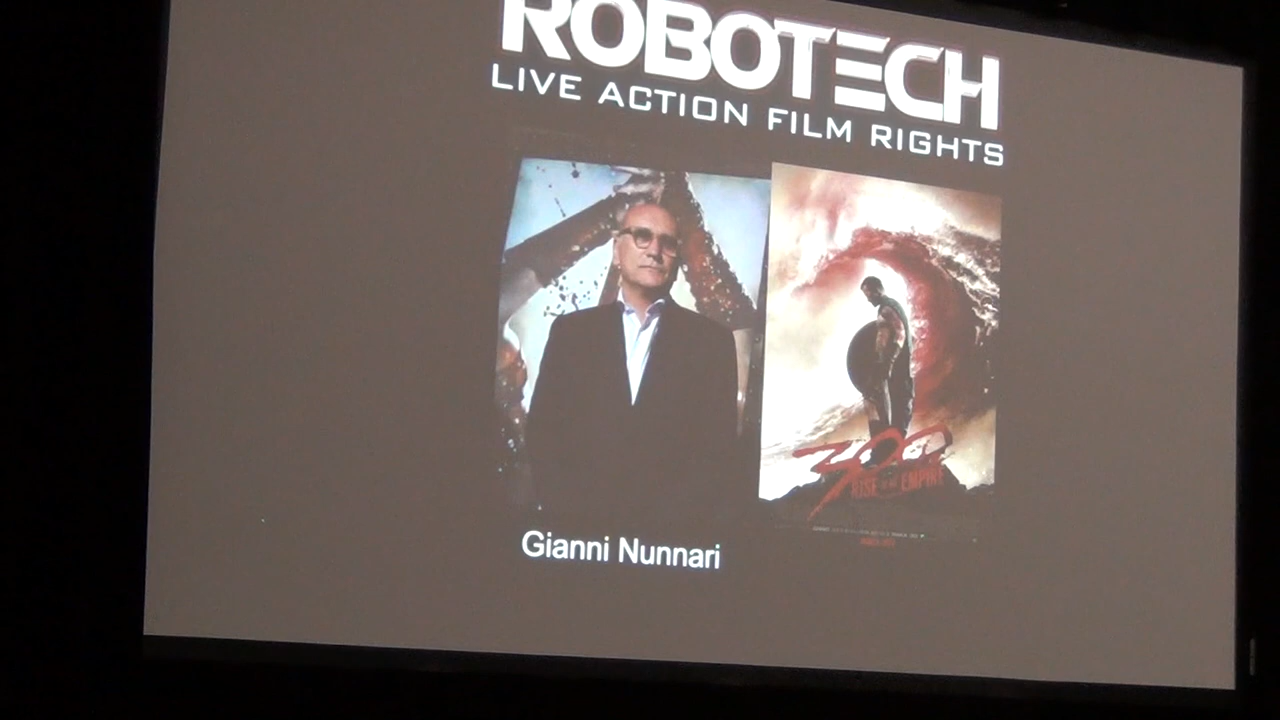 ROBOTECH
LIVE ACTION FILM RIGHTS
300
RISE OF AN EMPIRE
Gianni Nunnari